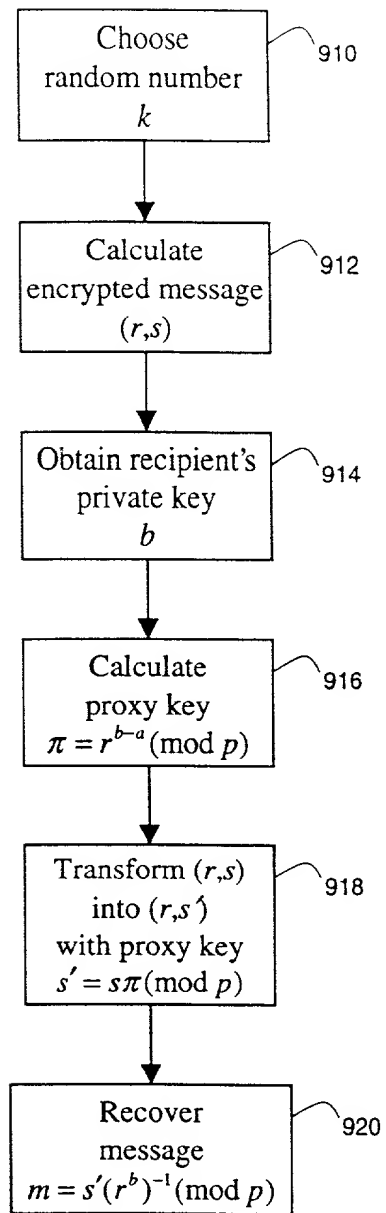 Choose
random number
k
910
Calculate
encrypted message
(r,s)
912
Obtain recipient's
private key
b
914
Calculate
proxy key
π = r^{b−a} (mod p)
916
Transform (r,s)
into (r,s′)
with proxy key
s′ = sπ(mod p)
918
Recover
message
m = s′(r^b)^{−1} (mod p)
920